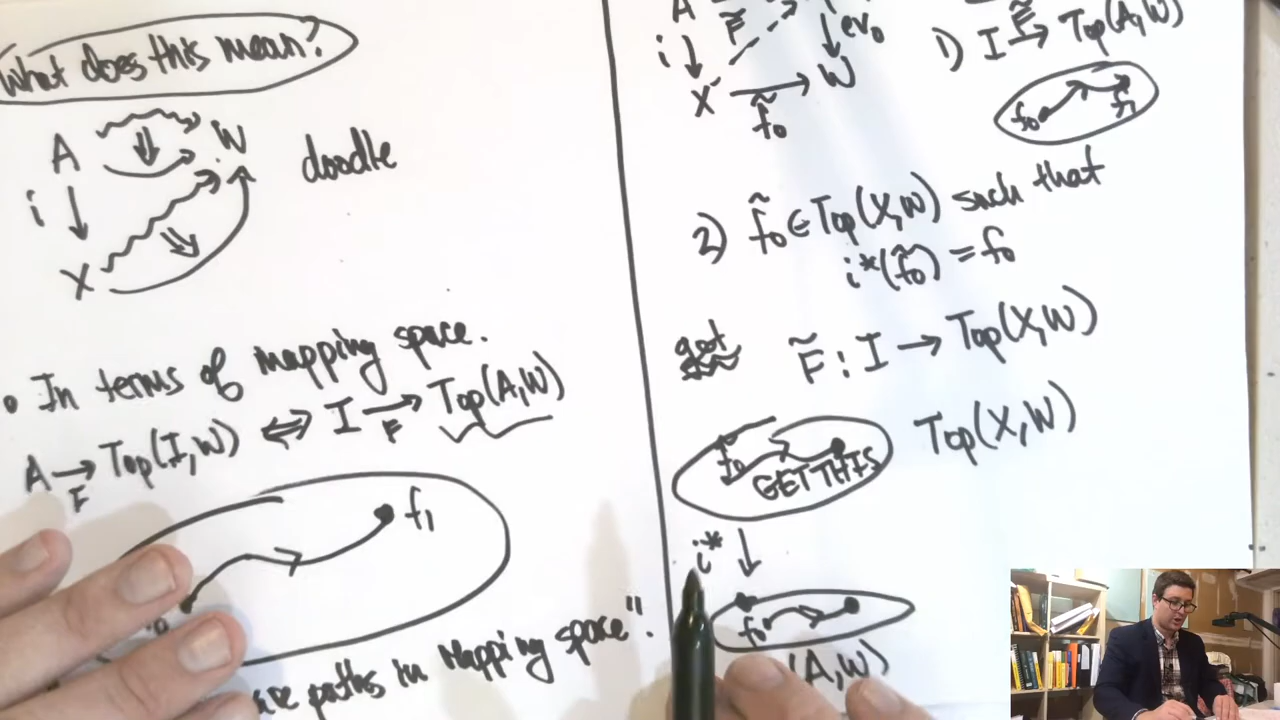 What does this mean?
A W
i
X
doodle
• In terms of mapping space.
A →F Top(I,W) ⟺ I →F Top(A,W)
f₁
paths in mapping space".
A F̃
i ev₀
X W
f̃₀
1) I →F̃ Top(A,W)
f₀ f₁
2) f̃₀ ∈ Top(X,W) such that
i*(f̃₀) = f₀
get F̃ : I → Top(X,W)
f̃₀ GET THIS Top(X,W)
i*
f₀
(A,W)